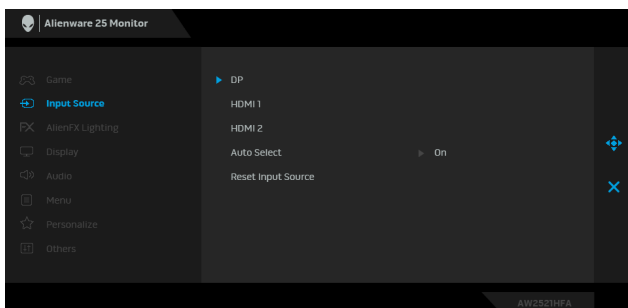 Alienware 25 Monitor
Game
Input Source
AlienFX Lighting
Display
Audio
Menu
Personalize
Others
DP
HDMI 1
HDMI 2
Auto Select On
Reset Input Source
AW2521HFA